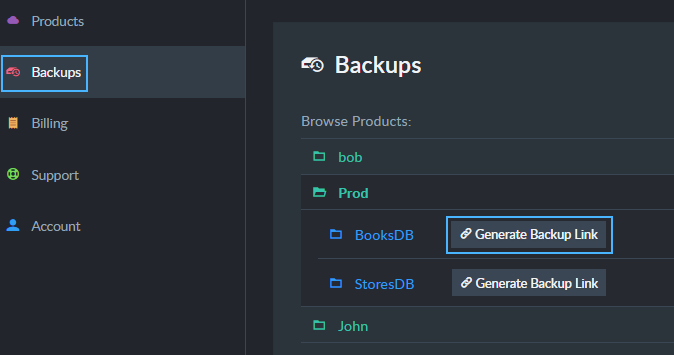 Products
Backups
Billing
Support
Account
Backups
Browse Products:
bob
Prod
BooksDB Generate Backup Link
StoresDB Generate Backup Link
John